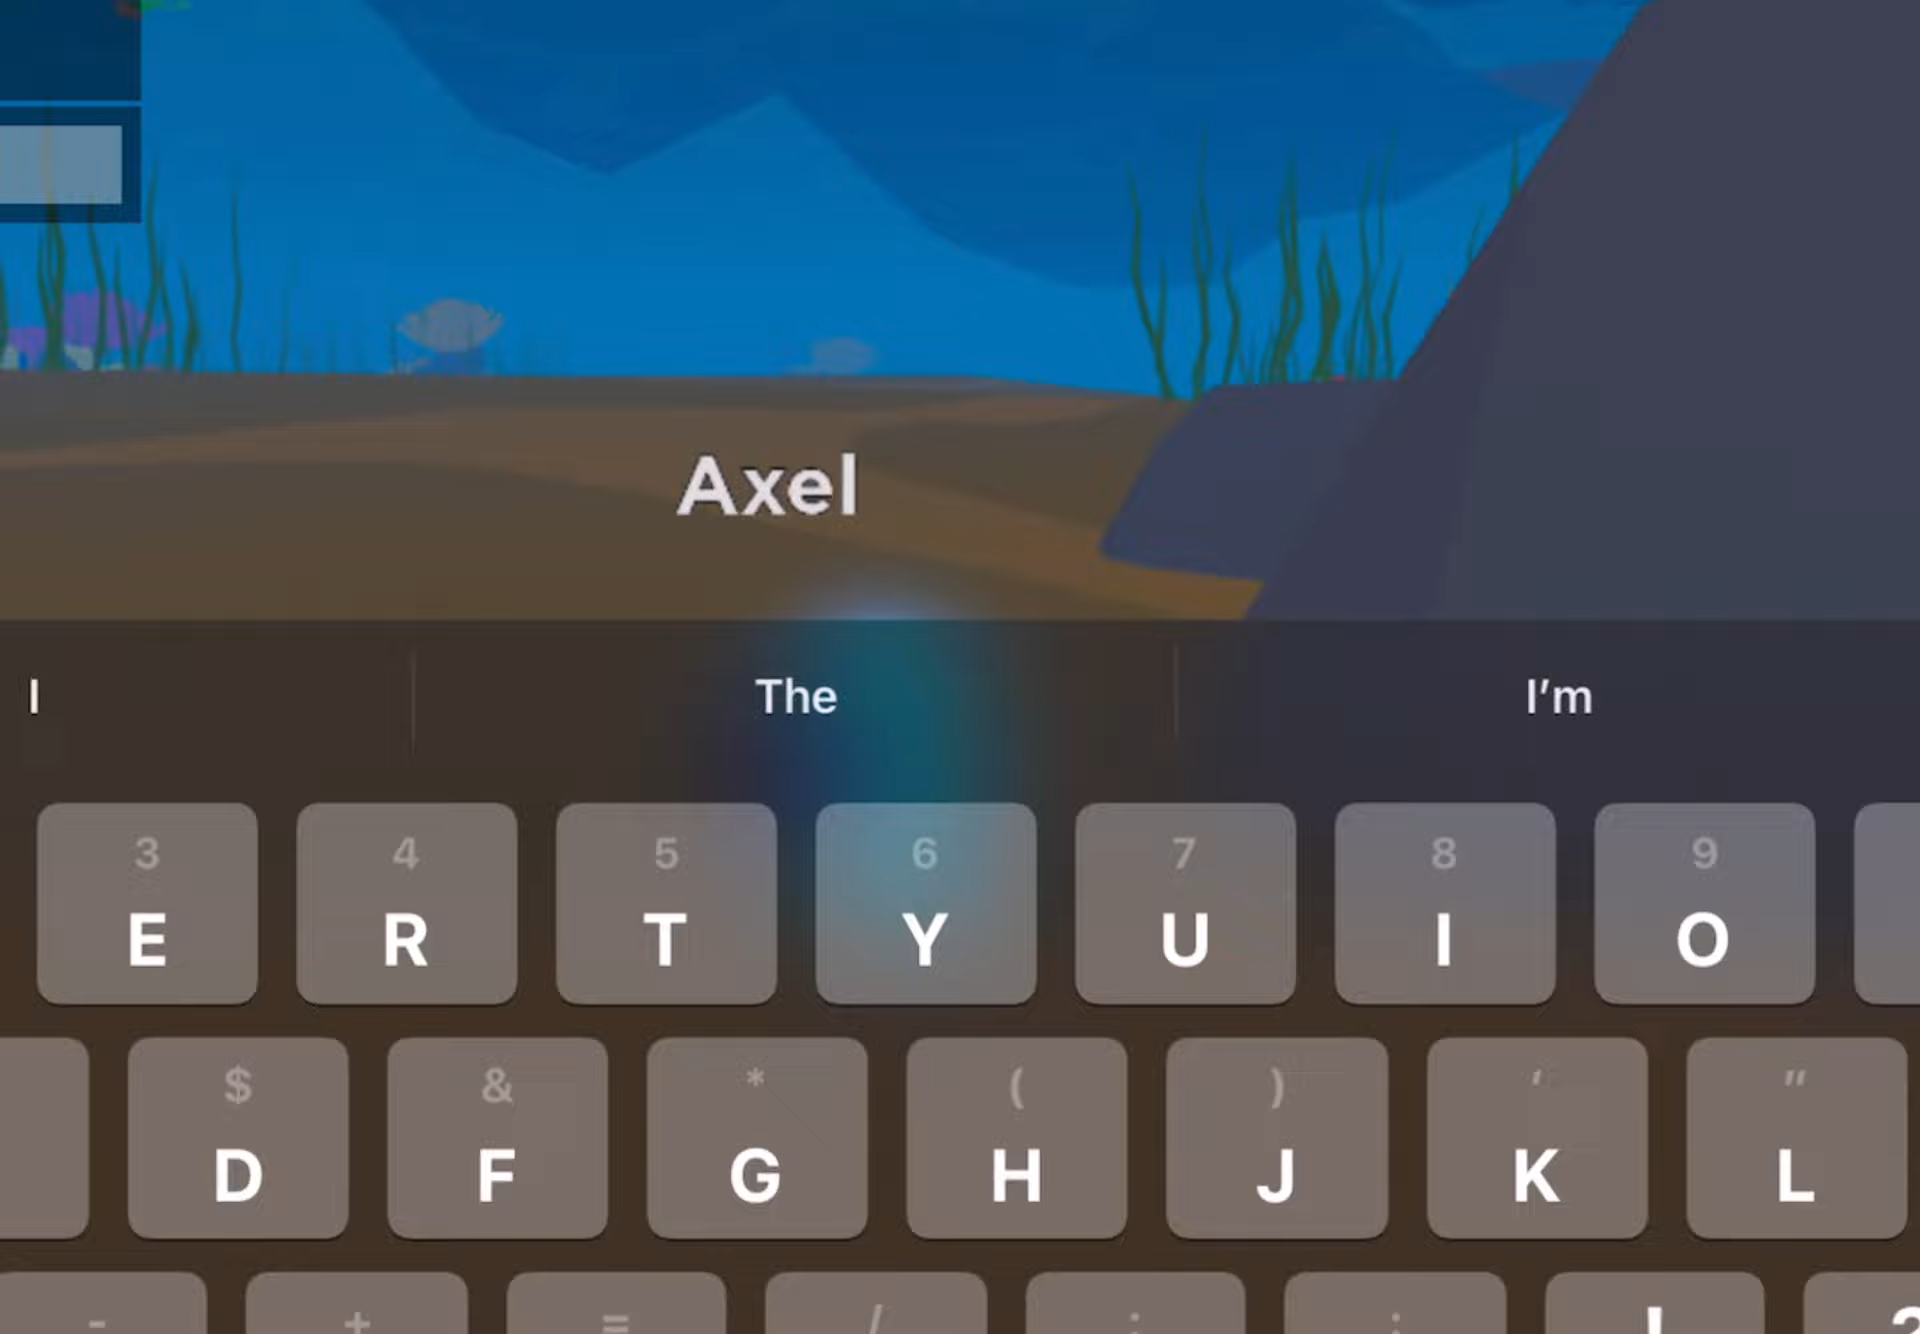 Axel
I The I’m
3 4 5 6 7 8 9
E R T Y U I O
$ & * ( ) ' "
D F G H J K L
- + = /